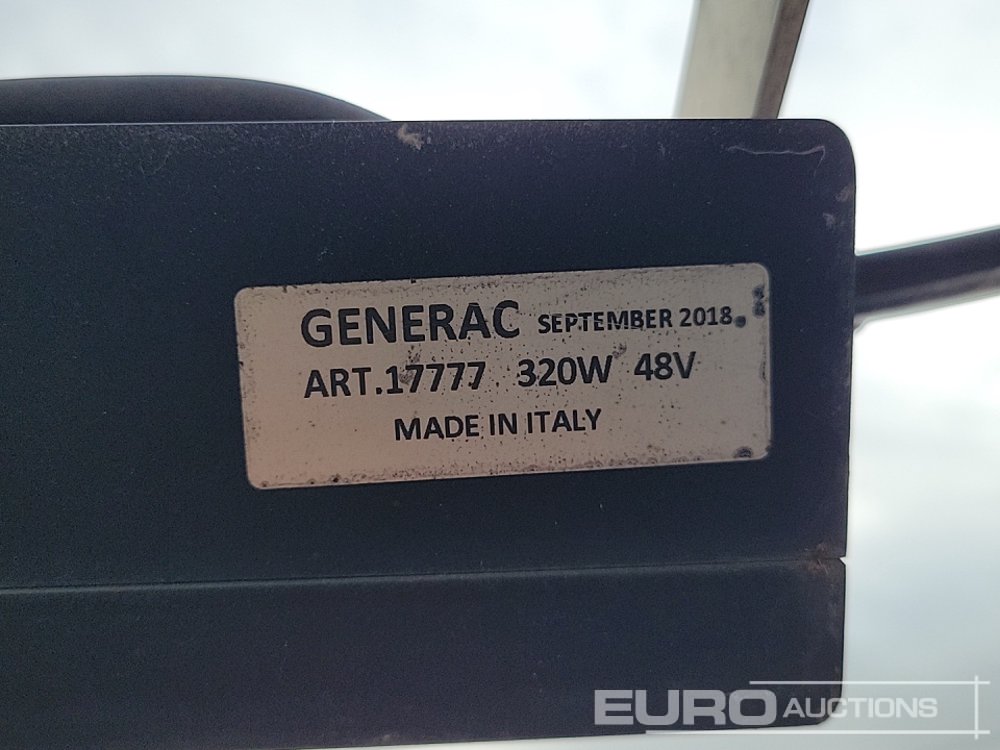 GENERAC SEPTEMBER 2018
ART.17777 320W 48V
MADE IN ITALY
EURO AUCTIONS